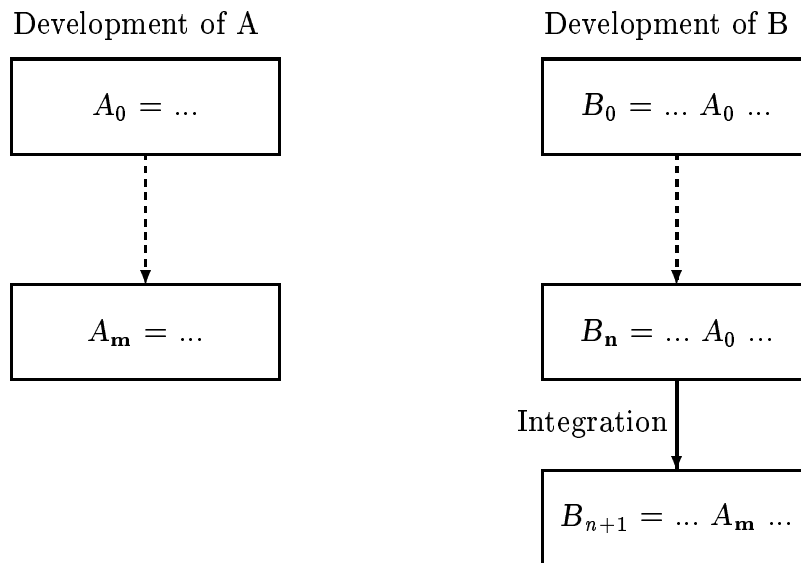 Development of A
Development of B
A₀ = ...
B₀ = ... A₀ ...
Aₘ = ...
Bₙ = ... A₀ ...
Integration
Bₙ₊₁ = ... Aₘ ...